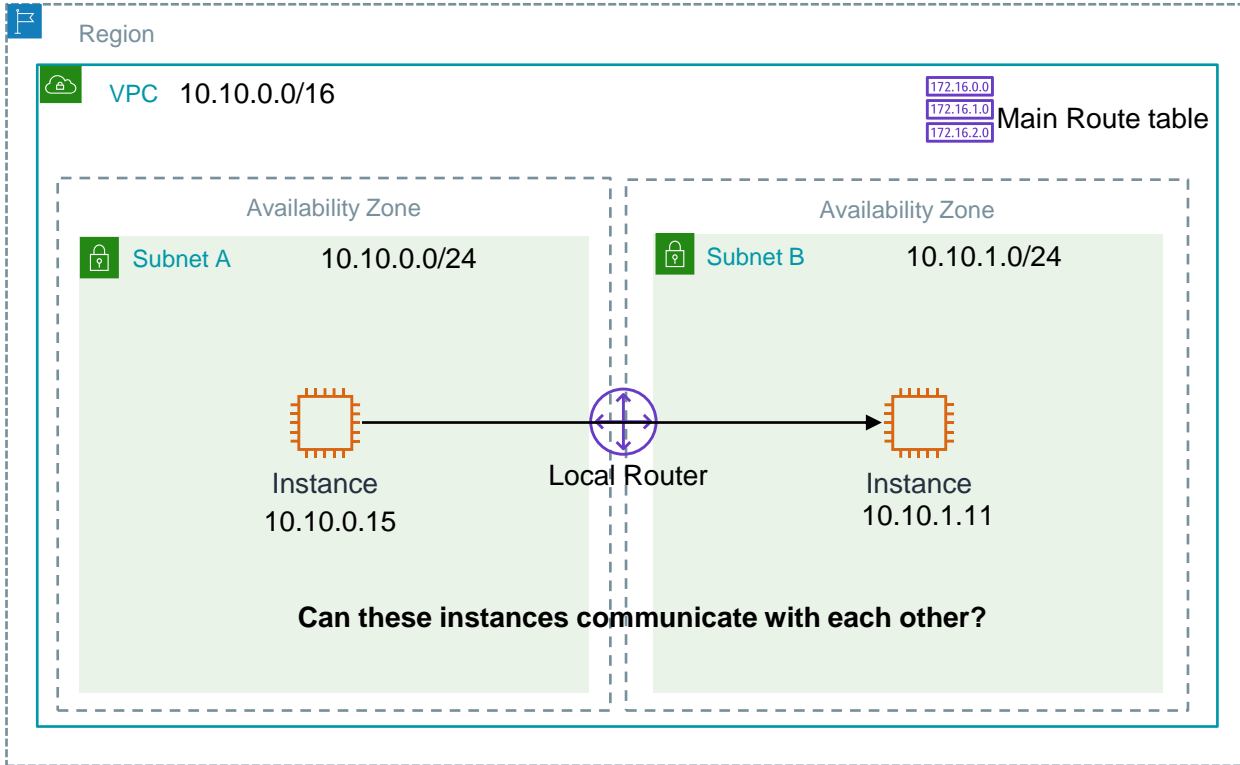 Region
VPC 10.10.0.0/16
172.16.0.0
172.16.1.0
172.16.2.0
Main Route table
Availability Zone
Subnet A 10.10.0.0/24
Availability Zone
Subnet B 10.10.1.0/24
Instance
10.10.0.15
Local Router
Instance
10.10.1.11
Can these instances communicate with each other?